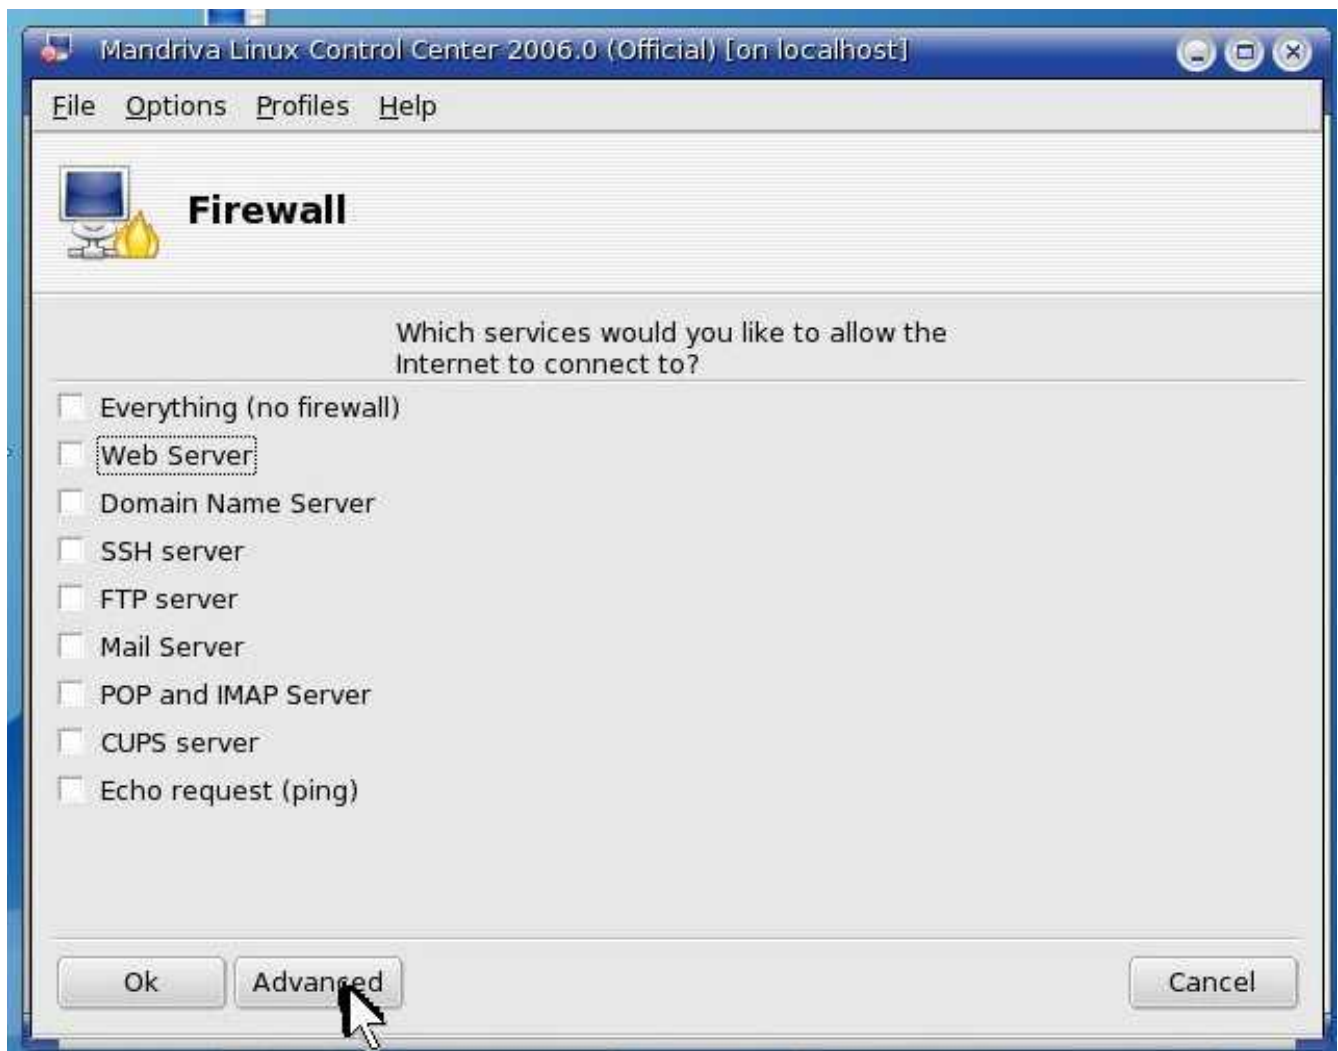 Mandriva Linux Control Center 2006.0 (Official) [on localhost]
File Options Profiles Help
Firewall
Which services would you like to allow the
Internet to connect to?
Everything (no firewall)
Web Server
Domain Name Server
SSH server
FTP server
Mail Server
POP and IMAP Server
CUPS server
Echo request (ping)
Ok Advanced Cancel